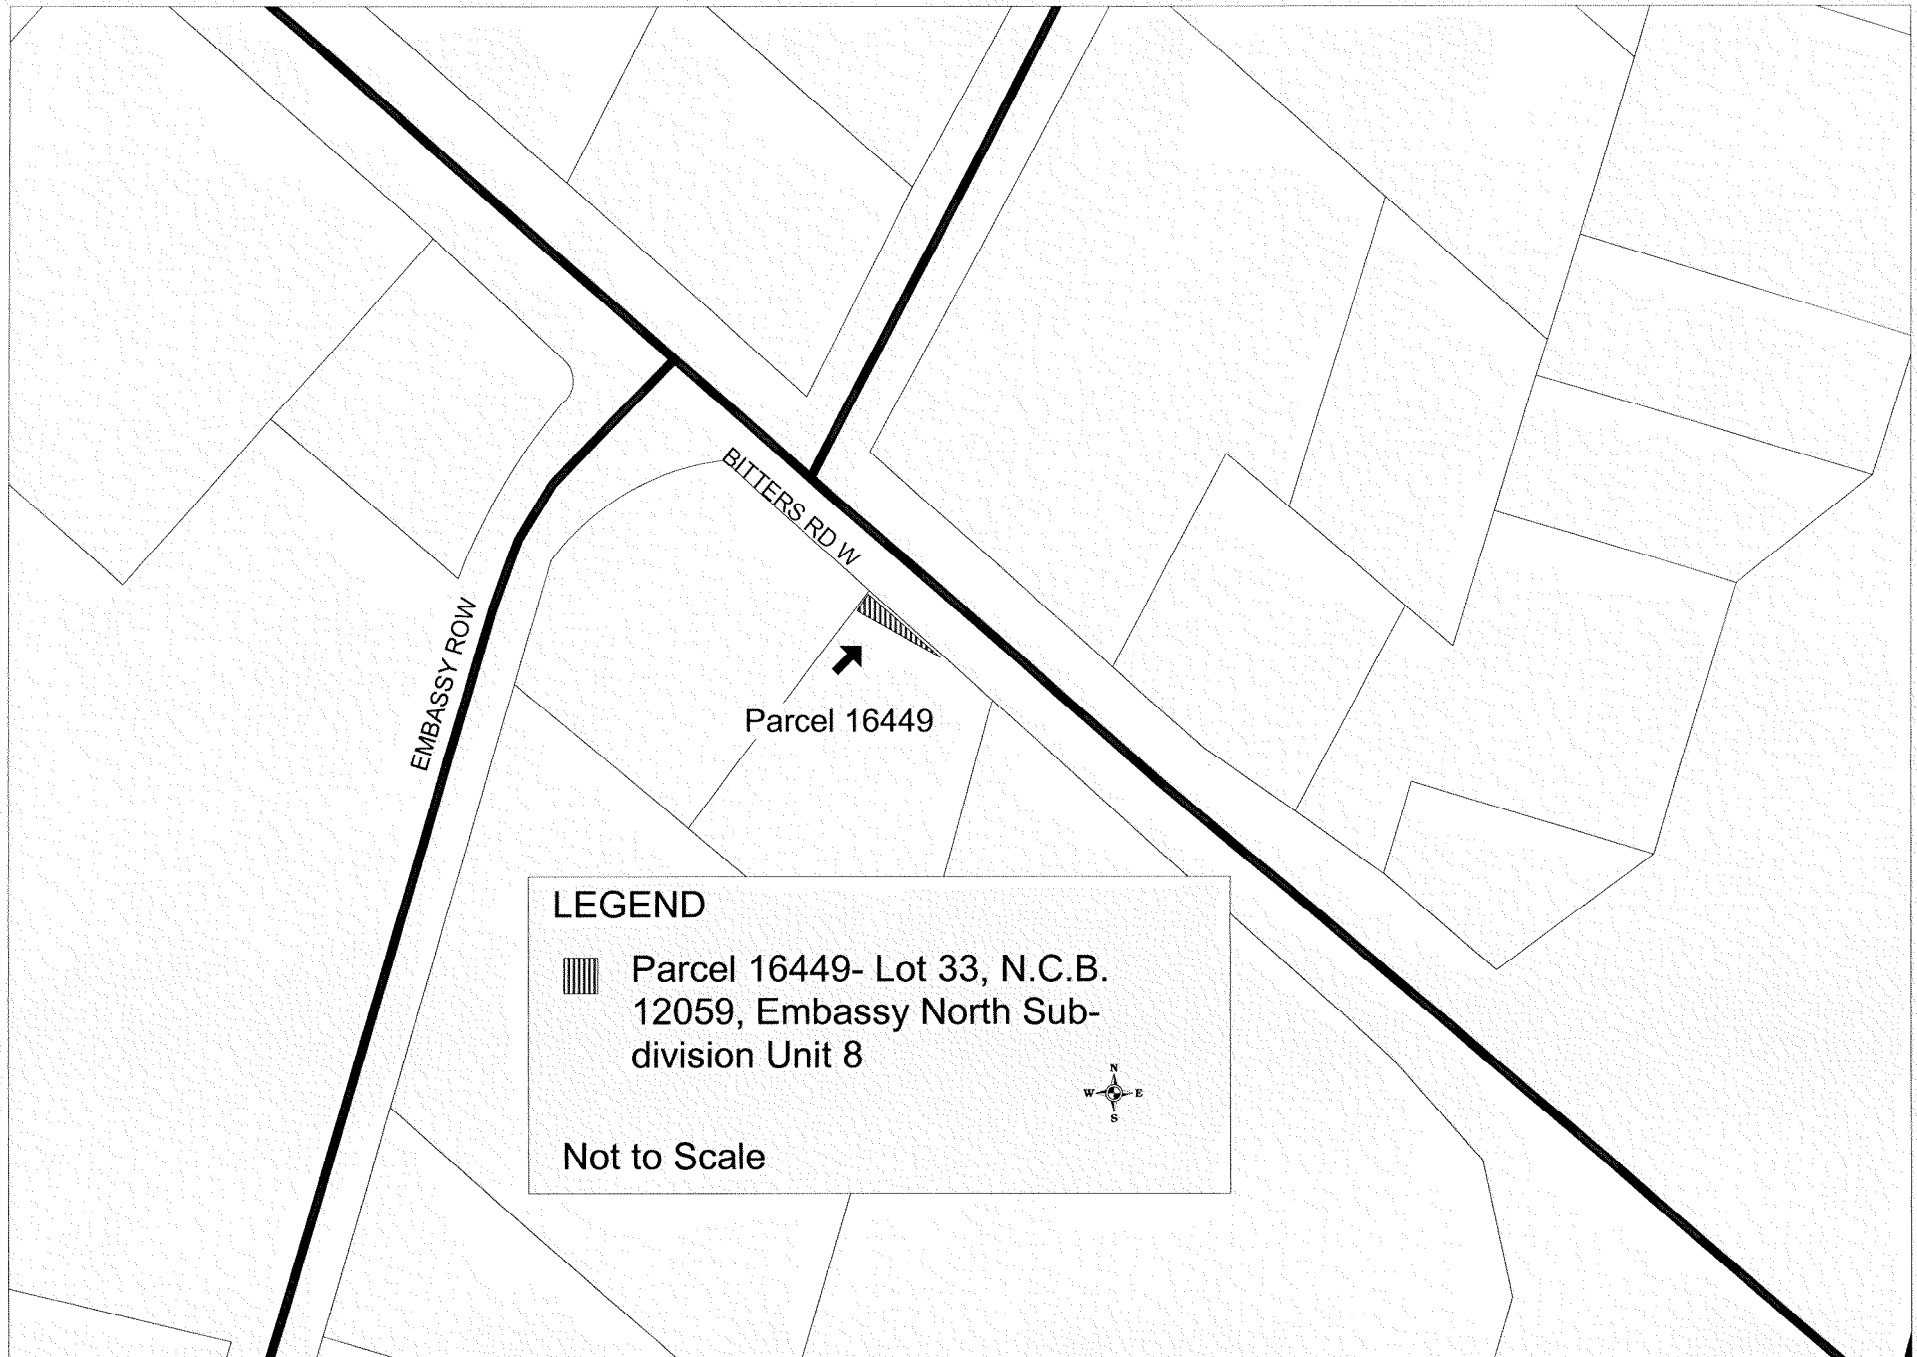 BITTERS RD W
EMBASSY ROW
Parcel 16449
LEGEND
Parcel 16449- Lot 33, N.C.B.
12059, Embassy North Sub-
division Unit 8
N
W E
S
Not to Scale